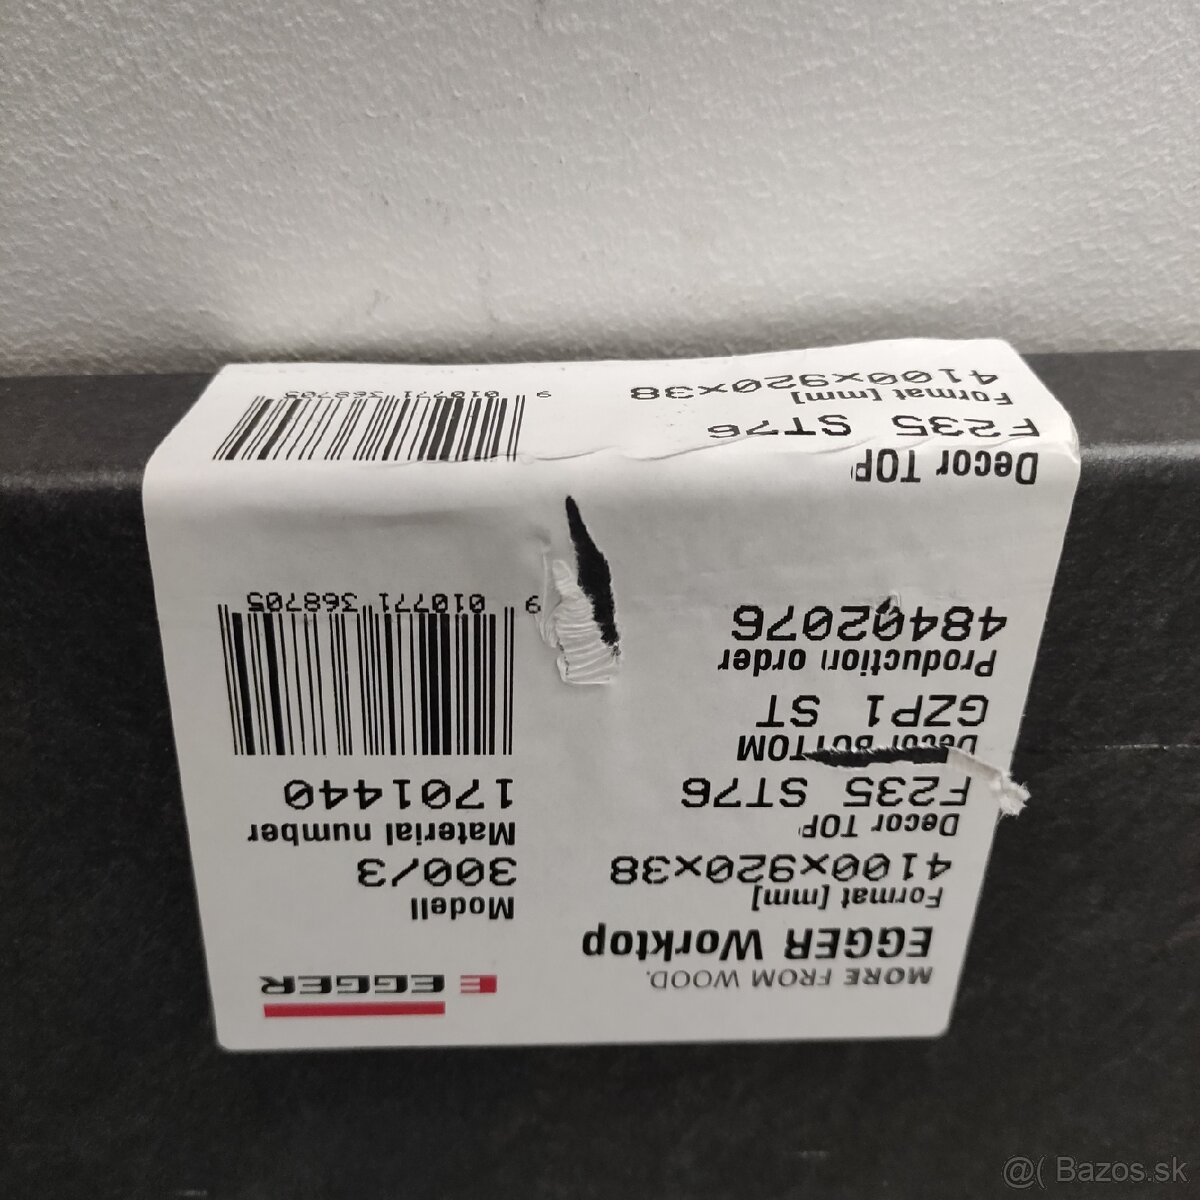 MORE FROM WOOD.
EGGER Worktop
Format [mm]
4100x920x38
Decor TOP
F235 ST76
Decor BOTTOM
GZP1 ST
Production order
48402076
E EGGER
Modell
300/3
Material number
1701440
9 010771 368705
Decor TOP
F235 ST76
Format [mm]
4100x920x38
9 010771 368705
@( Bazos.sk